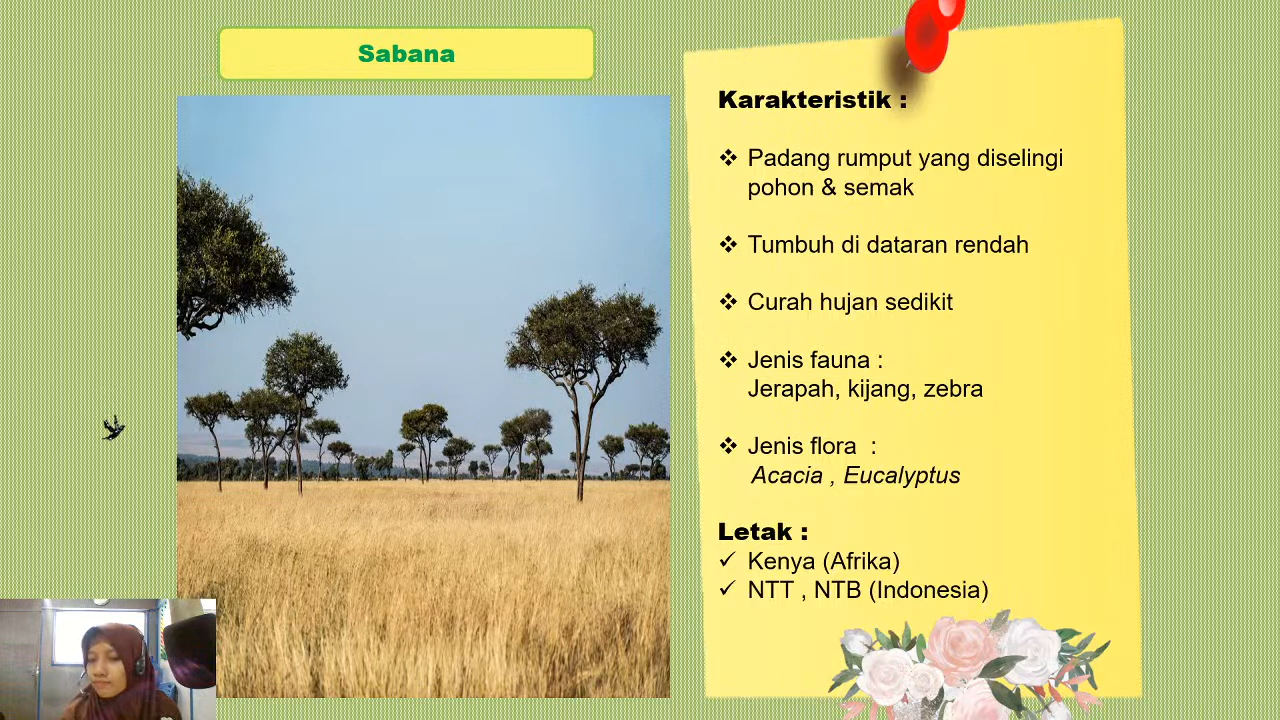 Sabana
Karakteristik :
❖ Padang rumput yang diselingi
pohon & semak
❖ Tumbuh di dataran rendah
❖ Curah hujan sedikit
❖ Jenis fauna :
Jerapah, kijang, zebra
❖ Jenis flora :
Acacia , Eucalyptus
Letak :
✓ Kenya (Afrika)
✓ NTT , NTB (Indonesia)